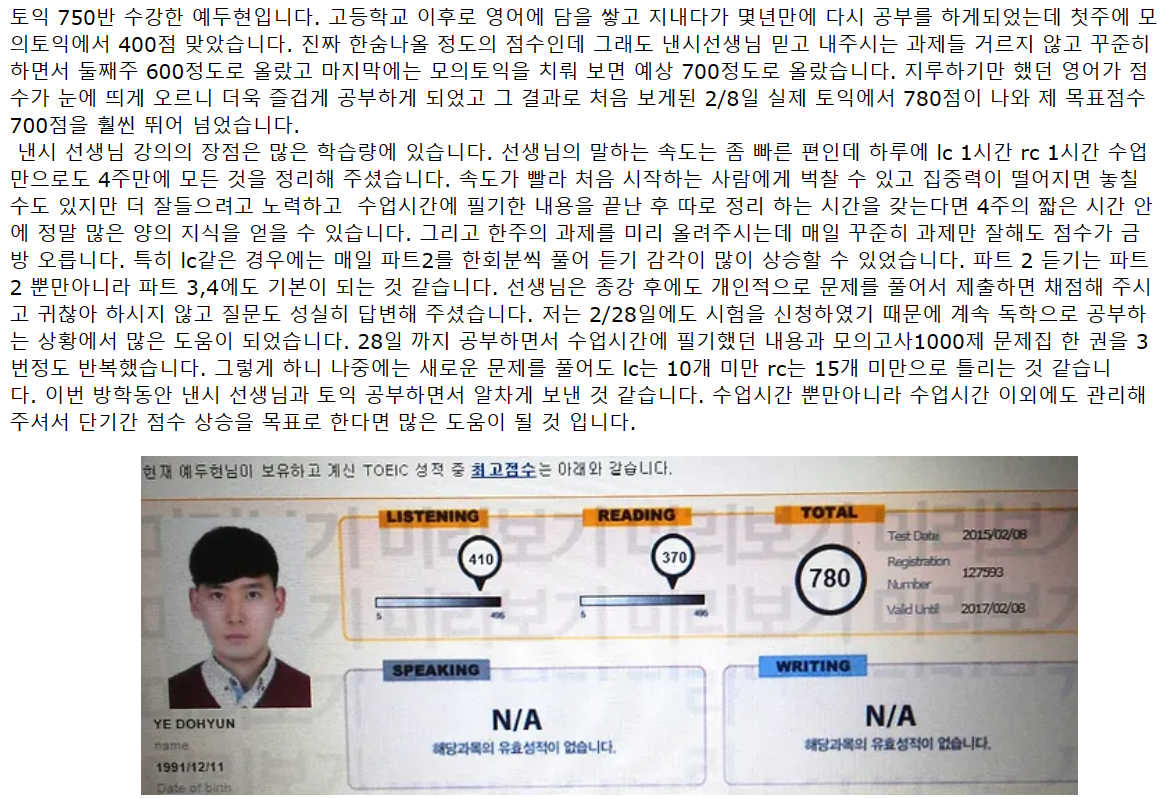 토익 750반 수강한 예두현입니다. 고등학교 이후로 영어에 담을 쌓고 지내다가 몇년만에 다시 공부를 하게되었는데 첫주에 모
의토익에서 400점 맞았습니다. 진짜 한숨나올 정도의 점수인데 그래도 낸시선생님 믿고 내주시는 과제들 거르지 않고 꾸준히
하면서 둘째주 600정도로 올랐고 마지막에는 모의토익을 치뤄 보면 예상 700정도로 올랐습니다. 지루하기만 했던 영어가 점
수가 눈에 띄게 오르니 더욱 즐겁게 공부하게 되었고 그 결과로 처음 보게된 2/8일 실제 토익에서 780점이 나와 제 목표점수
700점을 훨씬 뛰어 넘었습니다.
낸시 선생님 강의의 장점은 많은 학습량에 있습니다. 선생님의 말하는 속도는 좀 빠른 편인데 하루에 lc 1시간 rc 1시간 수업
만으로도 4주만에 모든 것을 정리해 주셨습니다. 속도가 빨라 처음 시작하는 사람에게 벅찰 수 있고 집중력이 떨어지면 놓칠
수도 있지만 더 잘들으려고 노력하고 수업시간에 필기한 내용을 끝난 후 따로 정리 하는 시간을 갖는다면 4주의 짧은 시간 안
에 정말 많은 양의 지식을 얻을 수 있습니다. 그리고 한주의 과제를 미리 올려주시는데 매일 꾸준히 과제만 잘해도 점수가 금
방 오릅니다. 특히 lc같은 경우에는 매일 파트2를 한회분씩 풀어 듣기 감각이 많이 상승할 수 있었습니다. 파트 2 듣기는 파트
2 뿐만아니라 파트 3,4에도 기본이 되는 것 같습니다. 선생님은 종강 후에도 개인적으로 문제를 풀어서 제출하면 채점해 주시
고 귀찮아 하시지 않고 질문도 성실히 답변해 주셨습니다. 저는 2/28일에도 시험을 신청하였기 때문에 계속 독학으로 공부하
는 상황에서 많은 도움이 되었습니다. 28일 까지 공부하면서 수업시간에 필기했던 내용과 모의고사1000제 문제집 한 권을 3
번정도 반복했습니다. 그렇게 하니 나중에는 새로운 문제를 풀어도 lc는 10개 미만 rc는 15개 미만으로 틀리는 것 같습니
다. 이번 방학동안 낸시 선생님과 토익 공부하면서 알차게 보낸 것 같습니다. 수업시간 뿐만아니라 수업시간 이외에도 관리해
주셔서 단기간 점수 상승을 목표로 한다면 많은 도움이 될 것 입니다.
현재 예두현님이 보유하고 계신 TOEIC 성적 중 최고점수는 아래와 같습니다.
LISTENING READING TOTAL
410 370 780
5 495 5 495
Test Date 2015/02/08
Registration Number 127593
Valid Until 2017/02/08
SPEAKING WRITING
N/A N/A
해당과목의 유효성적이 없습니다. 해당과목의 유효성적이 없습니다.
YE DOHYUN
name
1991/12/11
Date of birth
미리보기 미리보기 미리보기